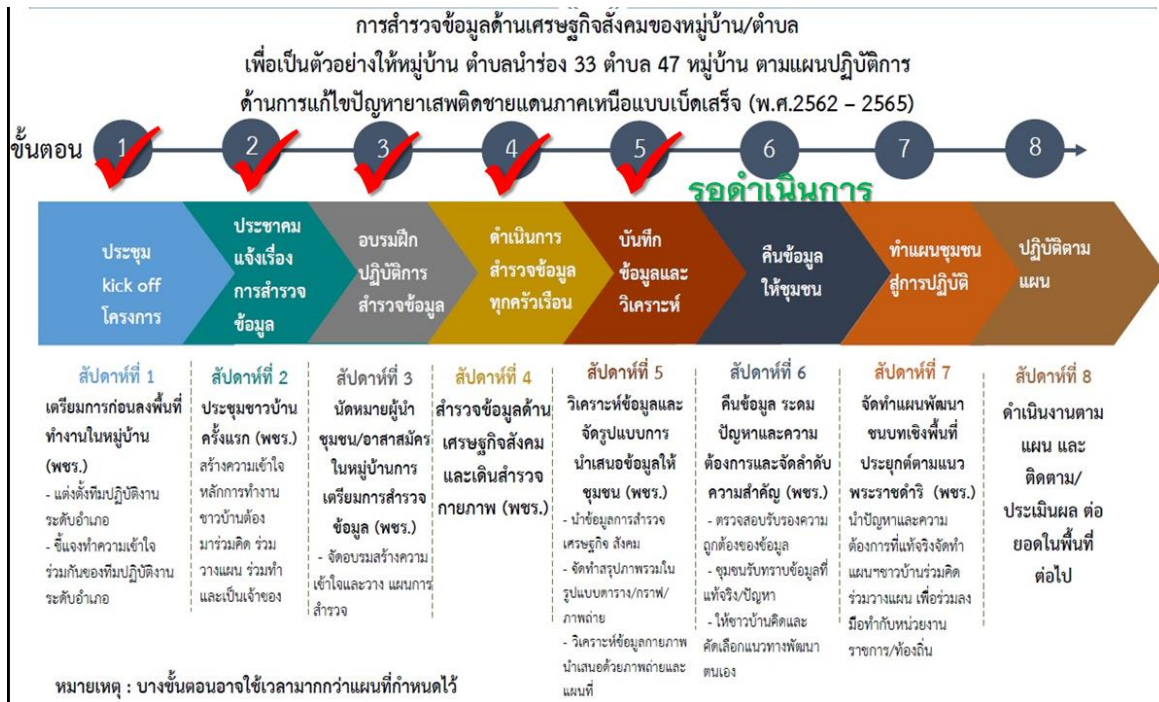 การสำรวจข้อมูลด้านเศรษฐกิจสังคมของหมู่บ้าน/ตำบล
เพื่อเป็นตัวอย่างให้หมู่บ้าน ตำบลนำร่อง 33 ตำบล 47 หมู่บ้าน ตามแผนปฏิบัติการ
ด้านการแก้ไขปัญหายาเสพติดชายแดนภาคเหนือแบบเบ็ดเสร็จ (พ.ศ.2562 – 2565)
ขั้นตอน
1
2
3
4
5
6
7
8
รอดำเนินการ
ประชุม
kick off
โครงการ
ประชาคม
แจ้งเรื่อง
การสำรวจ
ข้อมูล
อบรมฝึก
ปฏิบัติการ
สำรวจข้อมูล
ดำเนินการ
สำรวจข้อมูล
ทุกครัวเรือน
บันทึก
ข้อมูลและ
วิเคราะห์
คืนข้อมูล
ให้ชุมชน
ทำแผนชุมชน
สู่การปฏิบัติ
ปฏิบัติตาม
แผน
สัปดาห์ที่ 1
เตรียมการก่อนลงพื้นที่
ทำงานในหมู่บ้าน
(พชร.)
- แต่งตั้งทีมปฏิบัติงาน
ระดับอำเภอ
- ชี้แจงทำความเข้าใจ
ร่วมกันของทีมปฏิบัติงาน
ระดับอำเภอ
สัปดาห์ที่ 2
ประชุมชาวบ้าน
ครั้งแรก (พชร.)
สร้างความเข้าใจ
หลักการทำงาน
ชาวบ้านต้อง
มาร่วมคิด ร่วม
วางแผน ร่วมทำ
และเป็นเจ้าของ
สัปดาห์ที่ 3
นัดหมายผู้นำ
ชุมชน/อาสาสมัคร
ในหมู่บ้านการ
เตรียมการสำรวจ
ข้อมูล (พชร.)
- จัดอบรมสร้างความ
เข้าใจและวาง แผนการ
สำรวจ
สัปดาห์ที่ 4
สำรวจข้อมูลด้าน
เศรษฐกิจสังคม
และเดินสำรวจ
กายภาพ (พชร.)
สัปดาห์ที่ 5
วิเคราะห์ข้อมูลและ
จัดรูปแบบการ
นำเสนอข้อมูลให้
ชุมชน (พชร.)
- นำข้อมูลการสำรวจ
เศรษฐกิจ สังคม
- จัดทำสรุปภาพรวมใน
รูปแบบตาราง/กราฟ/
ภาพถ่าย
- วิเคราะห์ข้อมูลกายภาพ
นำเสนอด้วยภาพถ่ายและ
แผนที่
สัปดาห์ที่ 6
คืนข้อมูล ระดม
ปัญหาและความ
ต้องการและจัดลำดับ
ความสำคัญ (พชร.)
- ตรวจสอบรับรองความ
ถูกต้องของข้อมูล
- ชุมชนรับทราบข้อมูลที่
แท้จริง/ปัญหา
- ให้ชาวบ้านคิดและ
คัดเลือกแนวทางพัฒนา
ตนเอง
สัปดาห์ที่ 7
จัดทำแผนพัฒนา
ชนบทเชิงพื้นที่
ประยุกต์ตามแนว
พระราชดำริ (พชร.)
นำปัญหาและความ
ต้องการที่แท้จริงจัดทำ
แผนฯชาวบ้านร่วมคิด
ร่วมวางแผน เพื่อร่วมลง
มือทำกับหน่วยงาน
ราชการ/ท้องถิ่น
สัปดาห์ที่ 8
ดำเนินงานตาม
แผน และ
ติดตาม/
ประเมินผล ต่อ
ยอดในพื้นที่
ต่อไป
หมายเหตุ : บางขั้นตอนอาจใช้เวลามากกว่าแผนที่กำหนดไว้